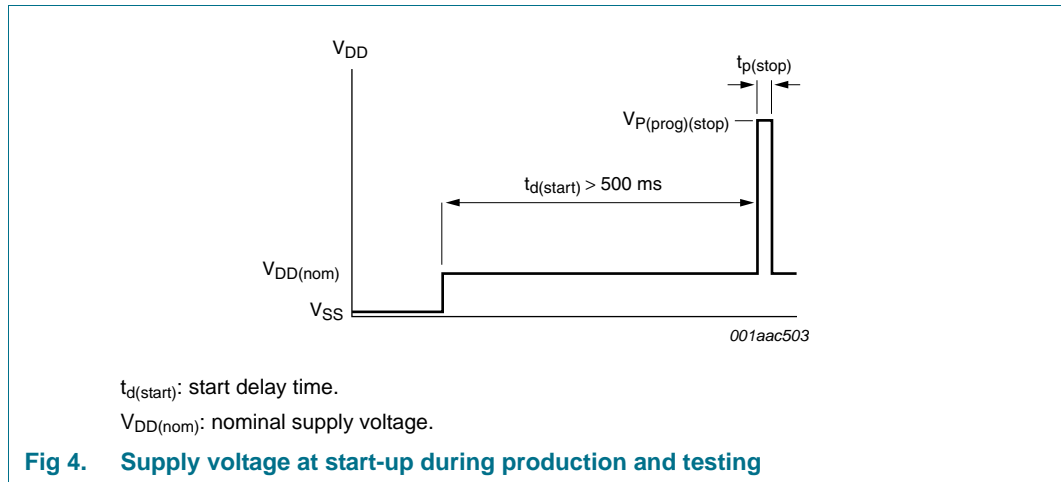 VDD
tp(stop)
VP(prog)(stop)
td(start) > 500 ms
VDD(nom)
VSS
001aac503
td(start): start delay time.
VDD(nom): nominal supply voltage.
Fig 4. Supply voltage at start-up during production and testing